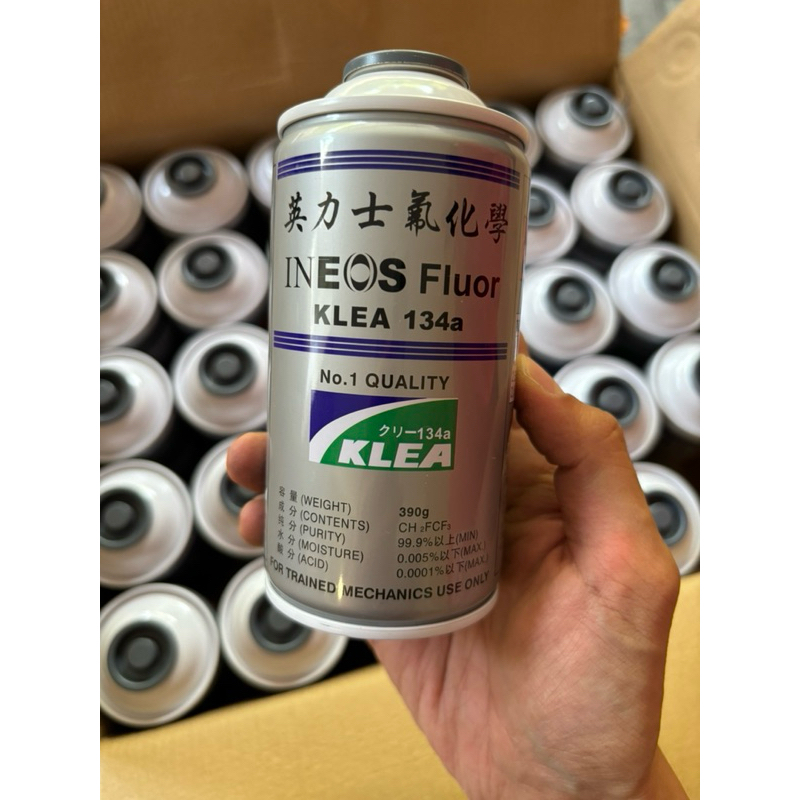 英力士氟化學
INEOS Fluor
KLEA 134a
No.1 QUALITY
クリー134a
KLEA
容量 (WEIGHT) 390g
成分 (CONTENTS) CH₂FCF₃
純分 (PURITY) 99.9%以上(MIN)
水分 (MOISTURE) 0.005%以下(MAX.)
酸分 (ACID) 0.0001%以下(MAX.)
FOR TRAINED MECHANICS USE ONLY